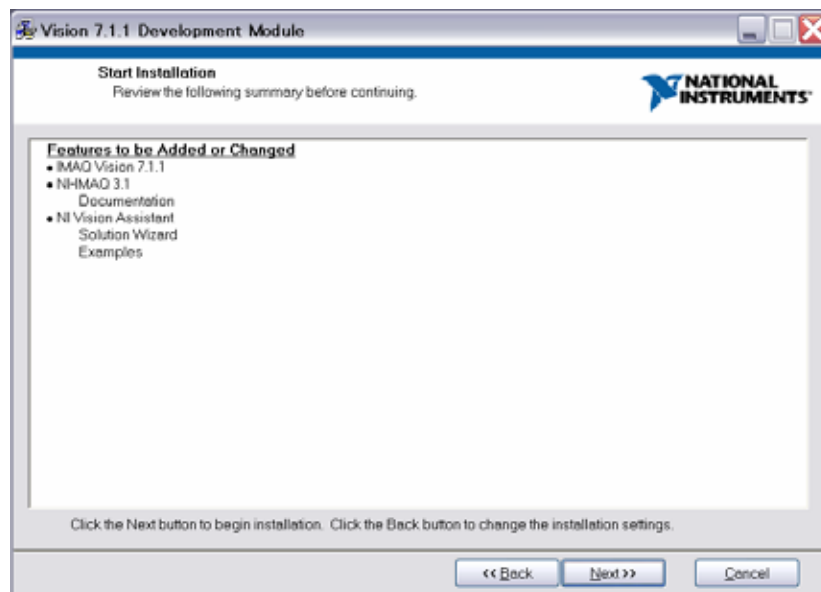 Vision 7.1.1 Development Module
Start Installation
Review the following summary before continuing.
NATIONAL
INSTRUMENTS
Features to be Added or Changed
• IMAQ Vision 7.1.1
• NI-IMAQ 3.1
Documentation
• NI Vision Assistant
Solution Wizard
Examples
Click the Next button to begin installation. Click the Back button to change the installation settings.
<< Back
Next >>
Cancel